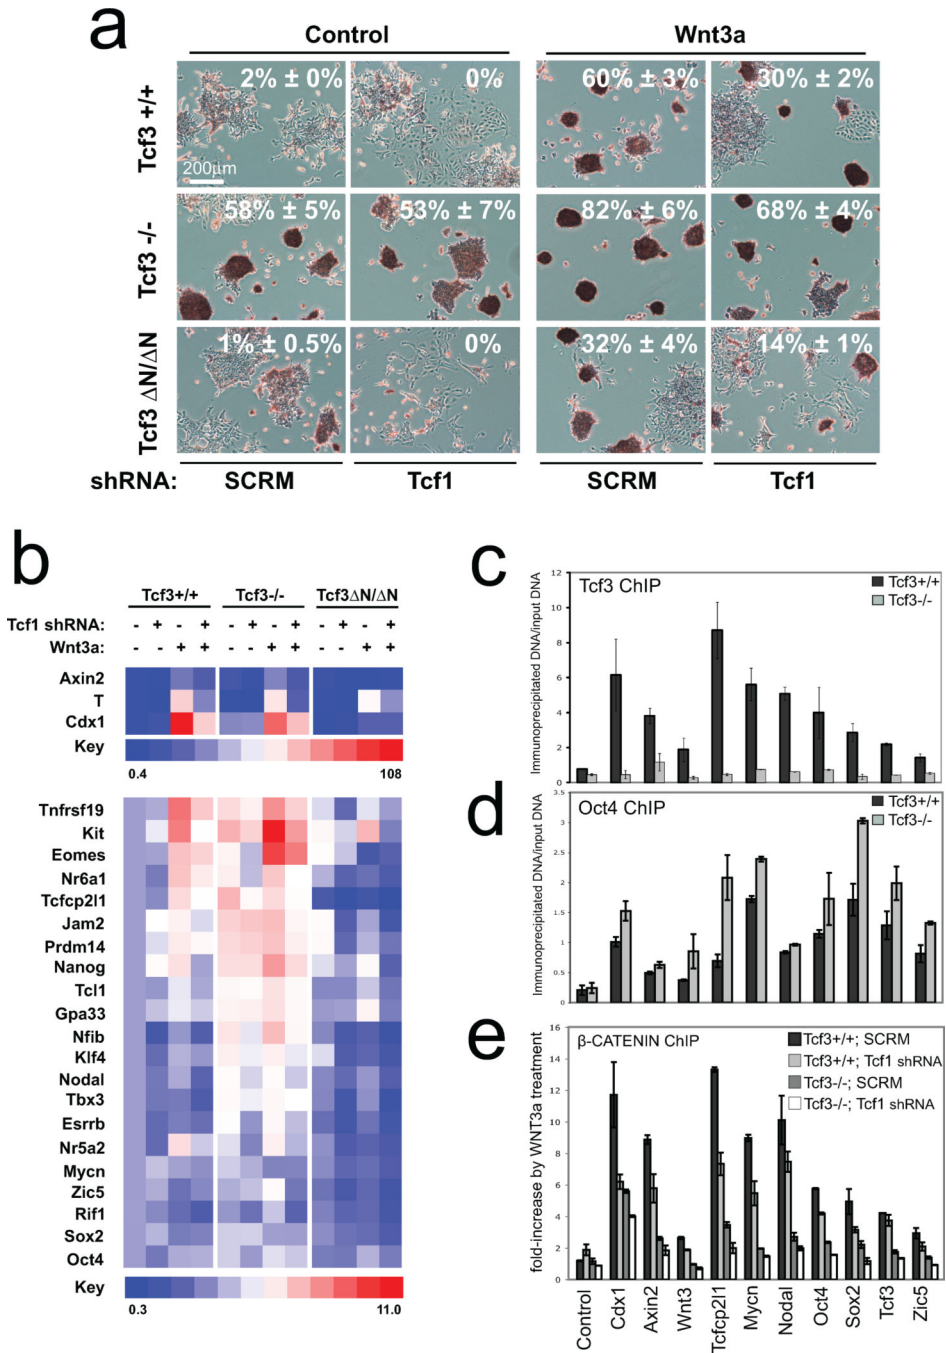 a
Control Wnt3a
Tcf3 +/+
2% ± 0% 0% 60% ± 3% 30% ± 2%
200µm
Tcf3 -/-
58% ± 5% 53% ± 7% 82% ± 6% 68% ± 4%
Tcf3 ΔN/ΔN
1% ± 0.5% 0% 32% ± 4% 14% ± 1%
shRNA: SCRM Tcf1 SCRM Tcf1
b
Tcf3+/+ Tcf3-/- Tcf3ΔN/ΔN
Tcf1 shRNA: - + - + - + - + - + - +
Wnt3a: - - + + - - + + - - + +
Axin2
T
Cdx1
Key
0.4 108
Tnfrsf19
Kit
Eomes
Nr6a1
Tcfcp2l1
Jam2
Prdm14
Nanog
Tcl1
Gpa33
Nfib
Klf4
Nodal
Tbx3
Esrrb
Nr5a2
Mycn
Zic5
Rif1
Sox2
Oct4
Key
0.3 11.0
c
Tcf3 ChIP
Tcf3+/+
Tcf3-/-
Immunoprecipitated DNA/input DNA
12
10
8
6
4
2
0
d
Oct4 ChIP
Tcf3+/+
Tcf3-/-
Immunoprecipitated DNA/input DNA
3.5
3
2.5
2
1.5
1
0.5
0
e
β-CATENIN ChIP
Tcf3+/+; SCRM
Tcf3+/+; Tcf1 shRNA
Tcf3-/-; SCRM
Tcf3-/-; Tcf1 shRNA
fold-increase by WNT3a treatment
16
14
12
10
8
6
4
2
0
Control Cdx1 Axin2 Wnt3 Tcfcp2l1 Mycn Nodal Oct4 Sox2 Tcf3 Zic5